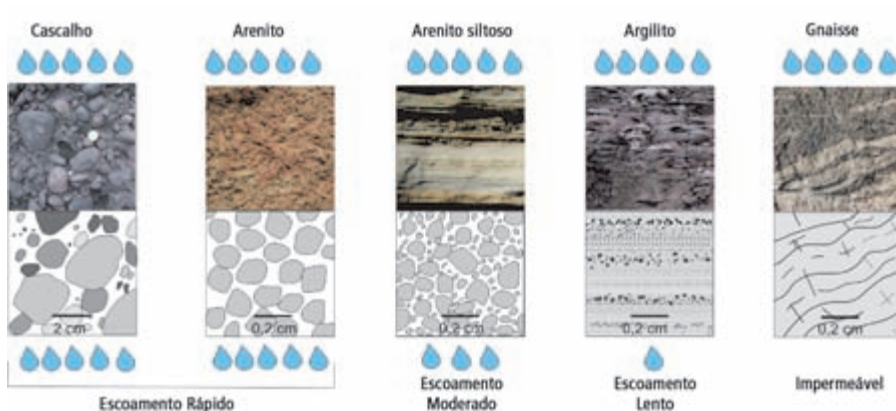 Cascalho
Arenito
Arenito siltoso
Argilito
Gnaisse
2 cm
0,2 cm
0,2 cm
0,2 cm
0,2 cm
Escoamento Rápido
Escoamento
Moderado
Escoamento
Lento
Impermeável